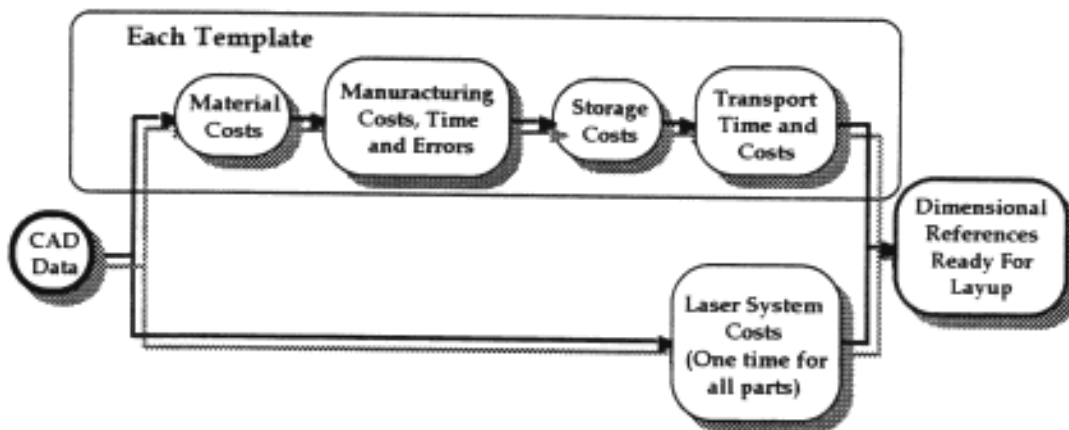 Each Template
Material
Costs
Manuracturing
Costs, Time
and Errors
Storage
Costs
Transport
Time and
Costs
CAD
Data
Dimensional
References
Ready For
Layup
Laser System
Costs
(One time for
all parts)